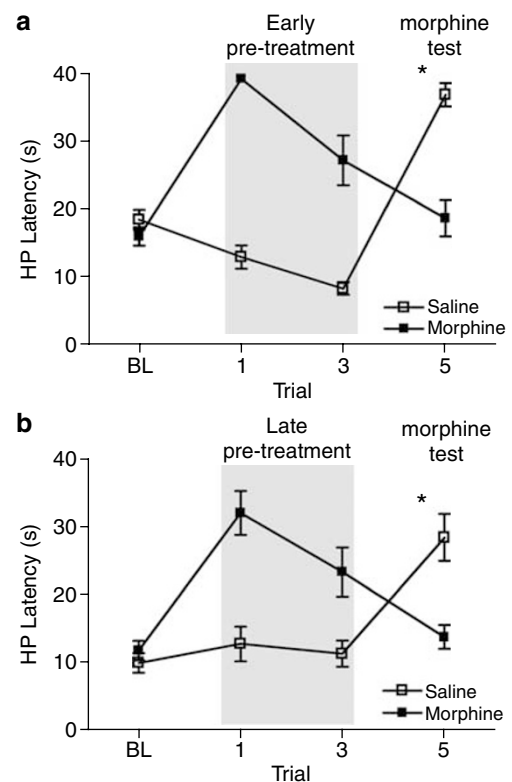 a
Early
pre-treatment
morphine
test
*
40
30
20
10
0
HP Latency (s)
Saline
Morphine
BL 1 3 5
Trial
b
Late
pre-treatment
morphine
test
*
40
30
20
10
0
HP Latency (s)
Saline
Morphine
BL 1 3 5
Trial